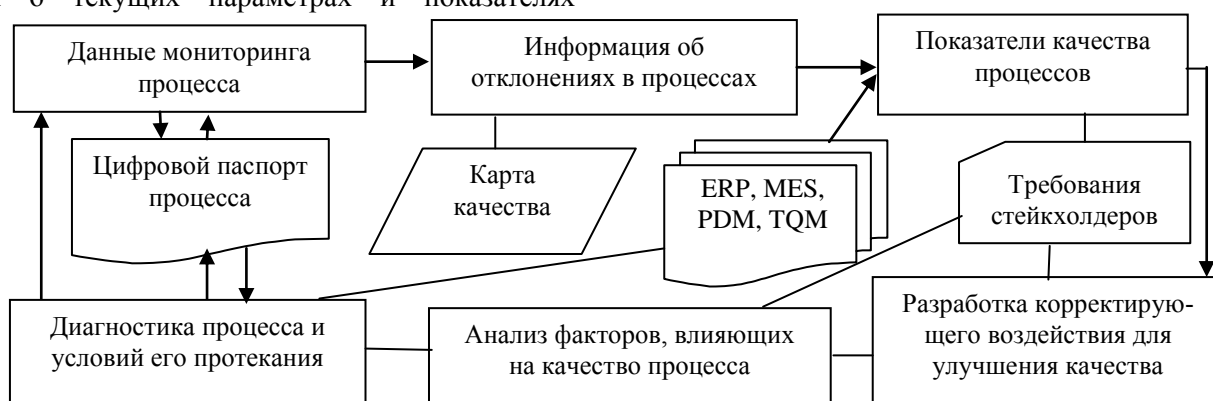 о текущих параметрах и показателях
Данные мониторинга
процесса
Информация об
отклонениях в процессах
Показатели качества
процессов
Цифровой паспорт
процесса
Карта
качества
ERP, MES,
PDM, TQM
Требования
стейкхолдеров
Диагностика процесса и
условий его протекания
Анализ факторов, влияющих
на качество процесса
Разработка корректирую-
щего воздействия для
улучшения качества